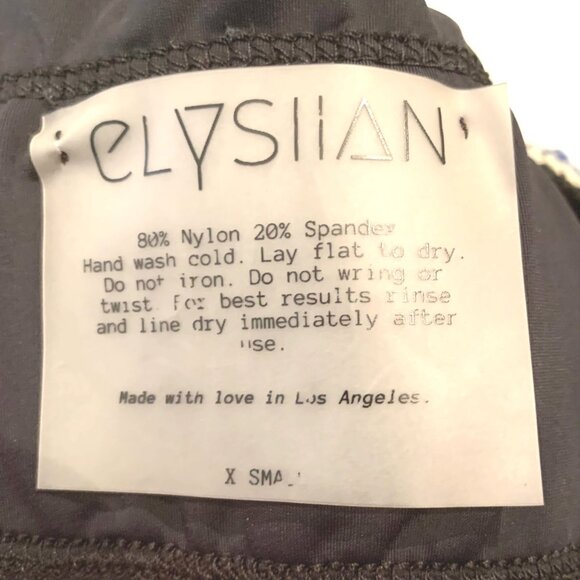 ELYSIIAN
80% Nylon 20% Spandex
Hand wash cold. Lay flat to dry.
Do not iron. Do not wring or
twist. For best results rinse
and line dry immediately after
use.
Made with love in Los Angeles.
X SMALL